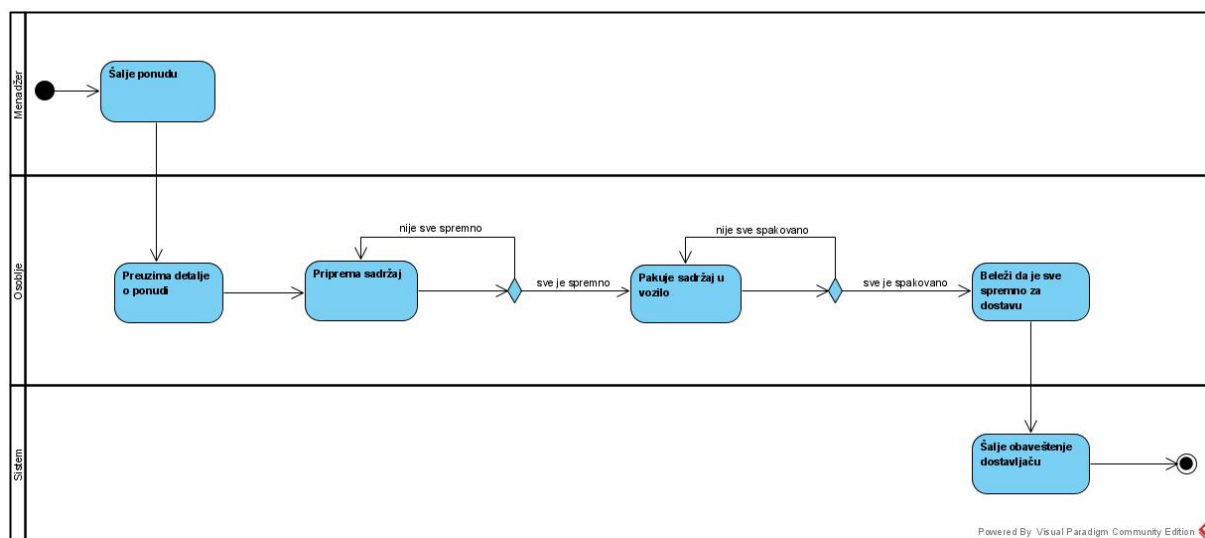 Menadžer
Šalje ponudu
Osoblje
nije sve spremno
nije sve spakovano
Preuzima detalje
o ponudi
Priprema sadržaj
sve je spremno
Pakuje sadržaj u
vozilo
sve je spakovano
Beleži da je sve
spremno za
dostavu
Sistem
Šalje obaveštenje
dostavljaču
Powered By Visual Paradigm Community Edition